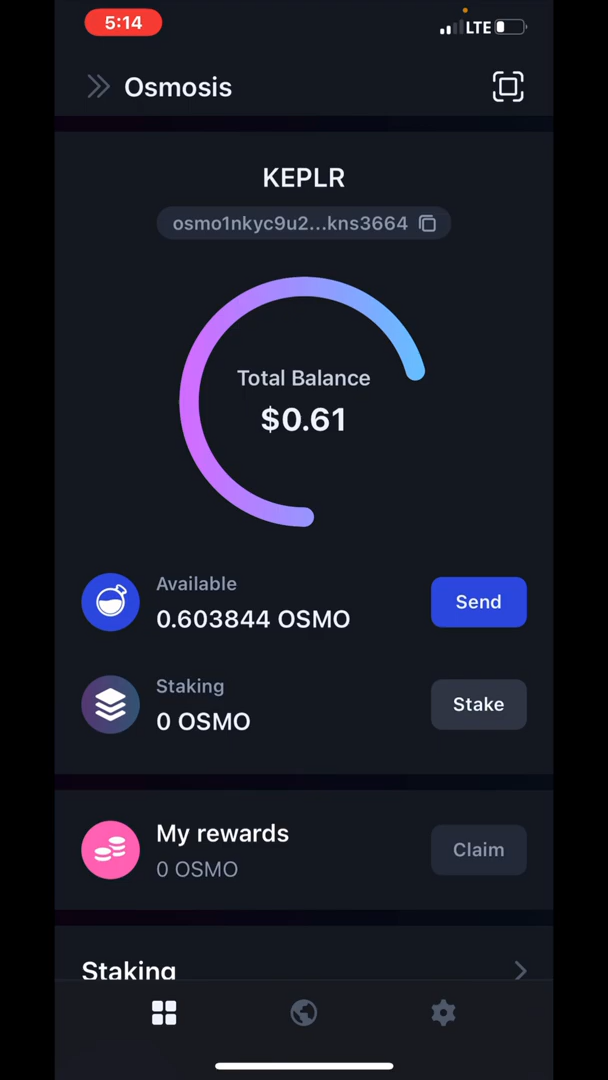 5:14
LTE
Osmosis
KEPLR
osmo1nkyc9u2...kns3664
Total Balance
$0.61
Available
0.603844 OSMO
Send
Staking
0 OSMO
Stake
My rewards
0 OSMO
Claim
Staking